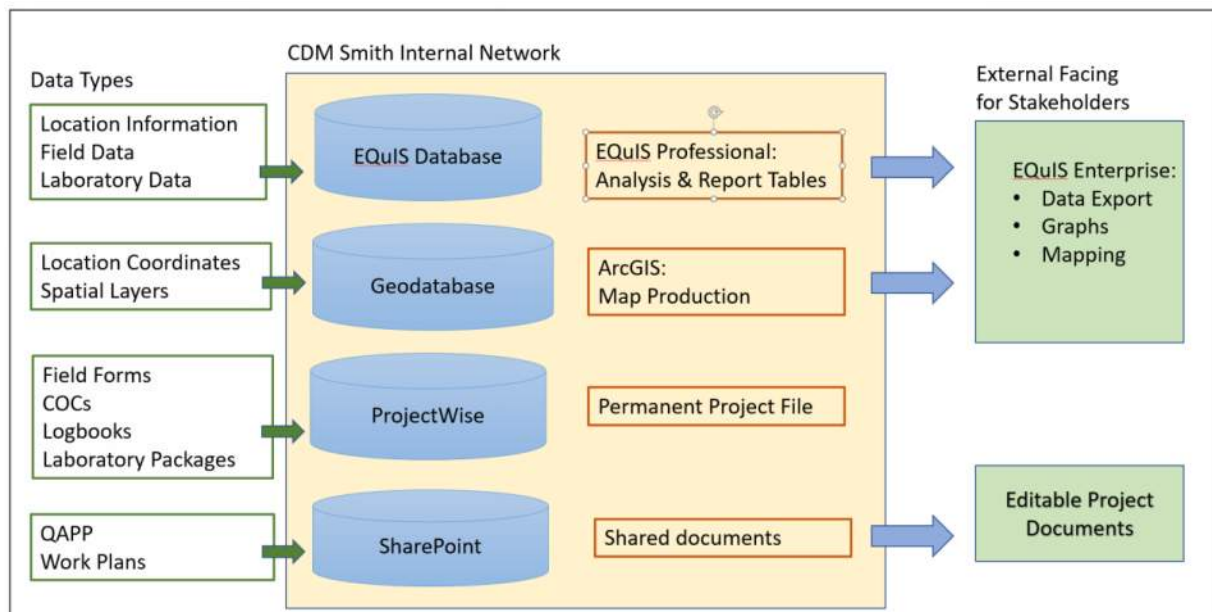 CDM Smith Internal Network
Data Types
External Facing
for Stakeholders
Location Information
Field Data
Laboratory Data
EQuIS Database
EQuIS Professional:
Analysis & Report Tables
EQuIS Enterprise:
• Data Export
• Graphs
• Mapping
Location Coordinates
Spatial Layers
Geodatabase
ArcGIS:
Map Production
Field Forms
COCs
Logbooks
Laboratory Packages
ProjectWise
Permanent Project File
QAPP
Work Plans
SharePoint
Shared documents
Editable Project
Documents